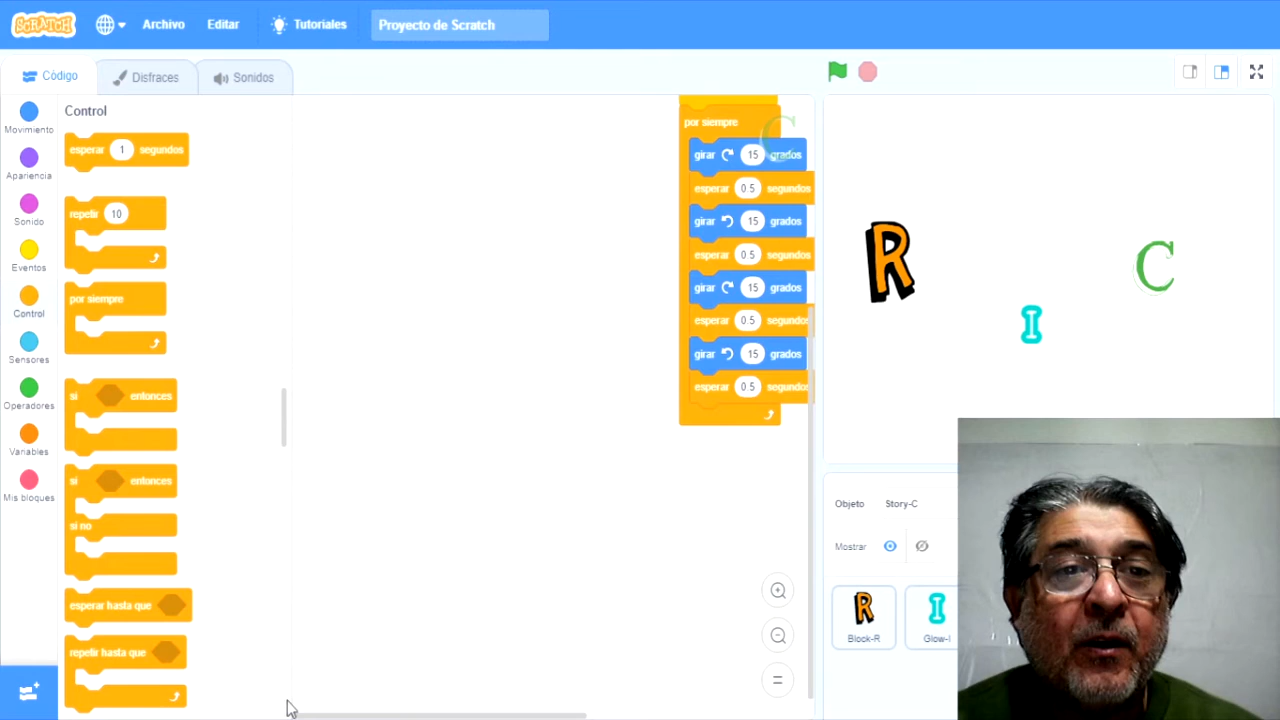 SCRATCH
Archivo
Editar
Tutoriales
Proyecto de Scratch
Código
Disfraces
Sonidos
Movimiento
Apariencia
Sonido
Eventos
Control
Sensores
Operadores
Variables
Mis bloques
Control
esperar 1 segundos
repetir 10
por siempre
si entonces
si entonces
si no
esperar hasta que
repetir hasta que
por siempre
girar 15 grados
esperar 0.5 segundos
girar 15 grados
esperar 0.5 segundos
girar 15 grados
esperar 0.5 segundos
girar 15 grados
esperar 0.5 segundos
C
R
I
C
Objeto Story-C
Mostrar
R
Block-R
I
Glow-I